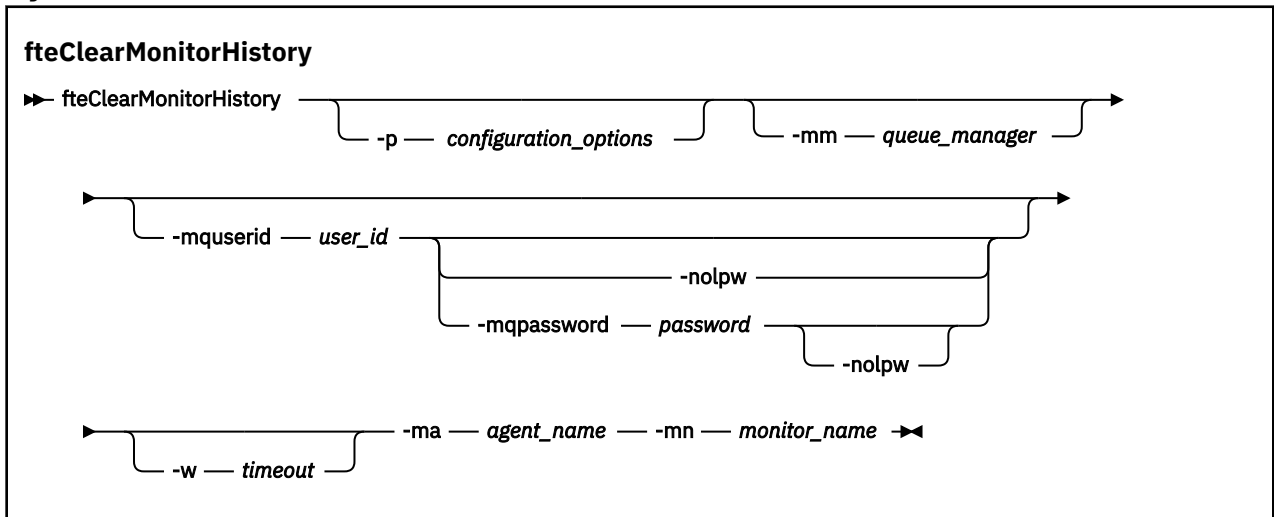 fteClearMonitorHistory
fteClearMonitorHistory
-p configuration_options -mm queue_manager
-mquserid user_id
-nolpw
-mqpassword password
-nolpw
-ma agent_name -mn monitor_name
-w timeout